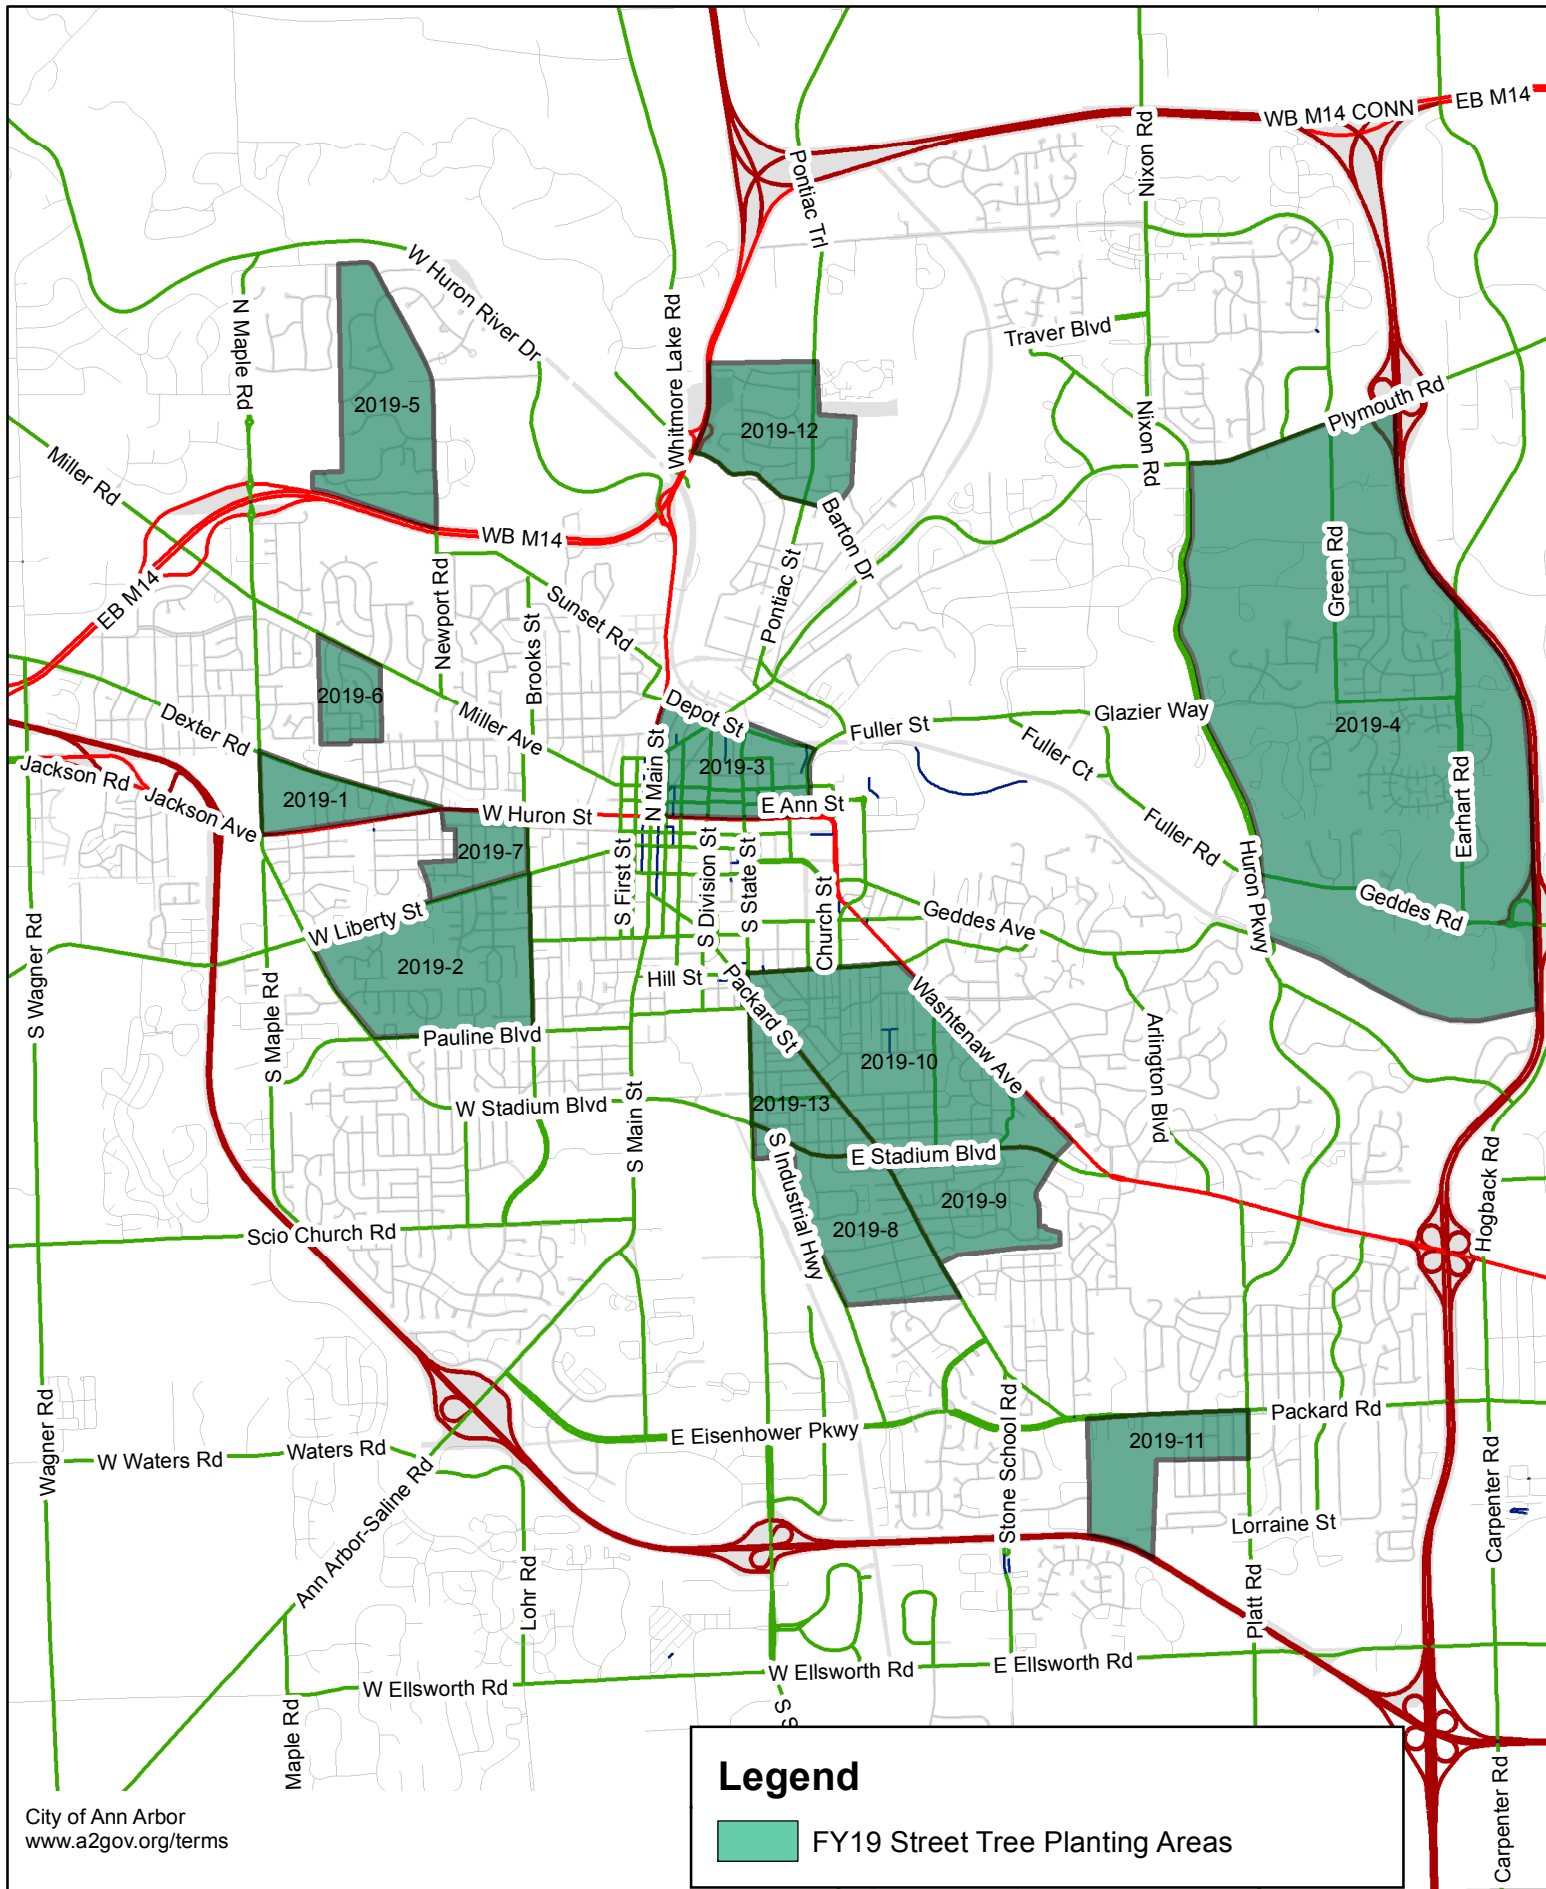 WB M14 CONN
EB M14
Nixon Rd
Pontiac Trl
W Huron River Dr
N Maple Rd
Whitmore Lake Rd
Traver Blvd
Plymouth Rd
2019-5
2019-12
Nixon Rd
Miller Rd
WB M14
Barton Dr
Green Rd
EB M14
Newport Rd
Sunset Rd
Pontiac St
Brooks St
2019-6
Dexter Rd
Miller Ave
Depot St
Fuller St
Glazier Way
2019-4
Fuller Ct
Jackson Rd
Jackson Ave
2019-1
N Main St
2019-3
E Ann St
W Huron St
Earhart Rd
Fuller Rd
2019-7
S First St
S Division St
S State St
Church St
Huron Pkwy
Geddes Rd
Geddes Ave
W Liberty St
2019-2
S Wagner Rd
Hill St
Packard St
Washtenaw Ave
S Maple Rd
Pauline Blvd
2019-10
Arlington Blvd
W Stadium Blvd
S Main St
2019-13
S Industrial Hwy
E Stadium Blvd
Hogback Rd
2019-9
2019-8
Scio Church Rd
Wagner Rd
W Waters Rd
Waters Rd
Ann Arbor-Saline Rd
E Eisenhower Pkwy
Stone School Rd
Packard Rd
2019-11
Carpenter Rd
Lorraine St
Lohr Rd
Platt Rd
W Ellsworth Rd
E Ellsworth Rd
W Ellsworth Rd
Maple Rd
S S
Carpenter Rd
Legend
FY19 Street Tree Planting Areas
City of Ann Arbor
www.a2gov.org/terms